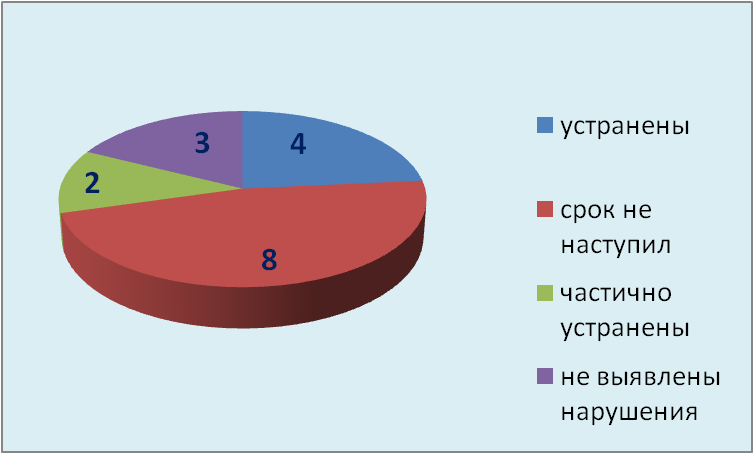 3
4
2
8
устранены
срок не
наступил
частично
устранены
не выявлены
нарушения